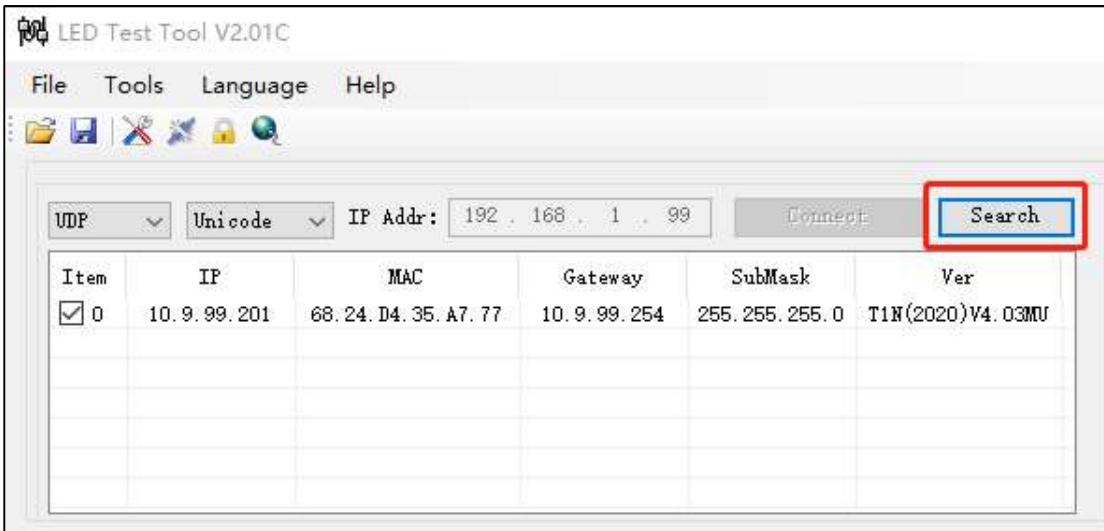 LED Test Tool V2.01C
File Tools Language Help
UDP Unicode IP Addr: 192 . 168 . 1 . 99 Connect Search
Item IP MAC Gateway SubMask Ver
0 10.9.99.201 68.24.D4.35.A7.77 10.9.99.254 255.255.255.0 T1N(2020)V4.03MU